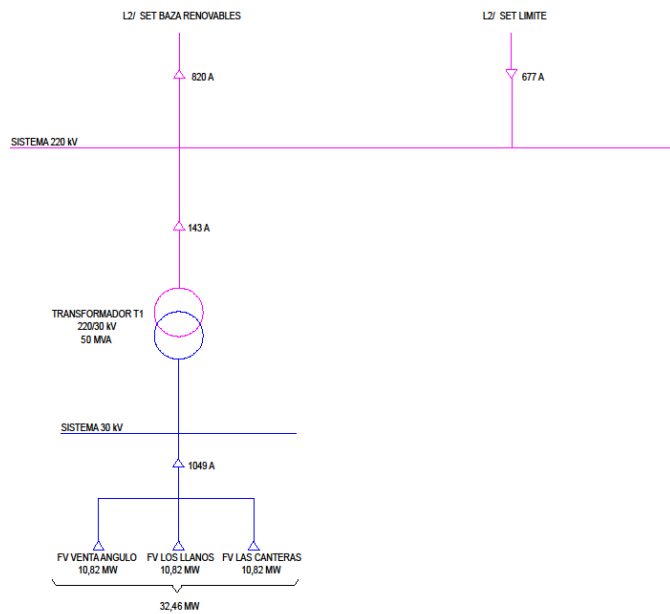 L2/ SET BAZA RENOVABLES
L2/ SET LIMITE
820 A
677 A
SISTEMA 220 kV
143 A
TRANSFORMADOR T1
220/30 kV
50 MVA
SISTEMA 30 kV
1049 A
FV VENTA ANGULO
10,82 MW
FV LOS LLANOS
10,82 MW
FV LAS CANTERAS
10,82 MW
32,46 MW